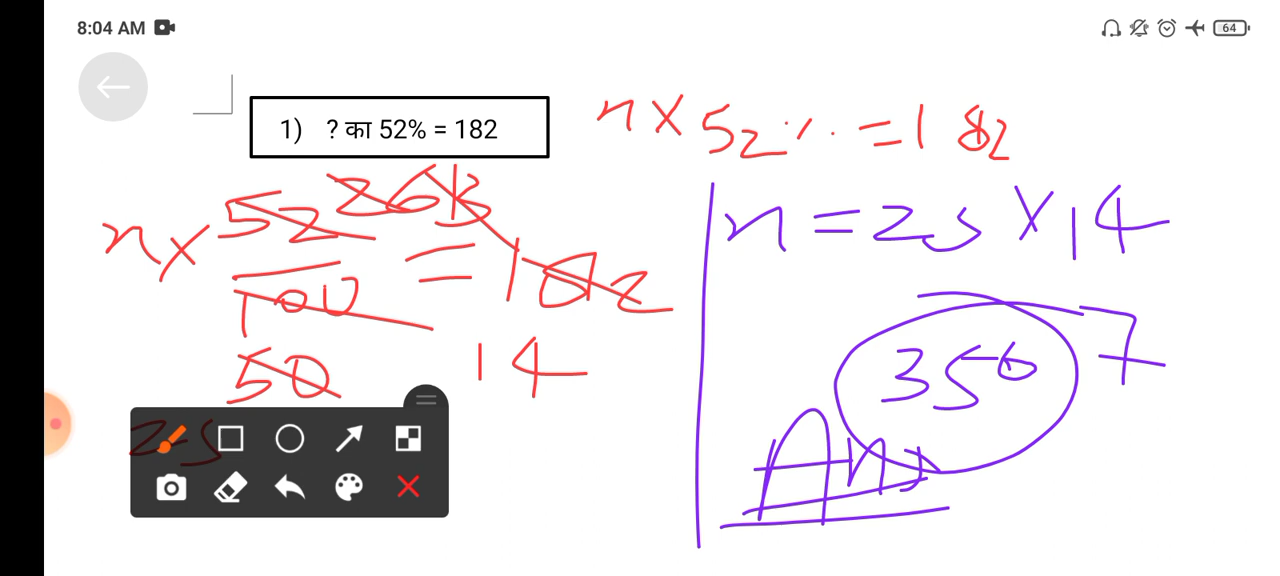 8:04 AM
64
1) ? का 52% = 182
n X 52% = 182
n X 52 26 13 = 182
100
50 14
25
n = 25 X 14
350 7
Ans